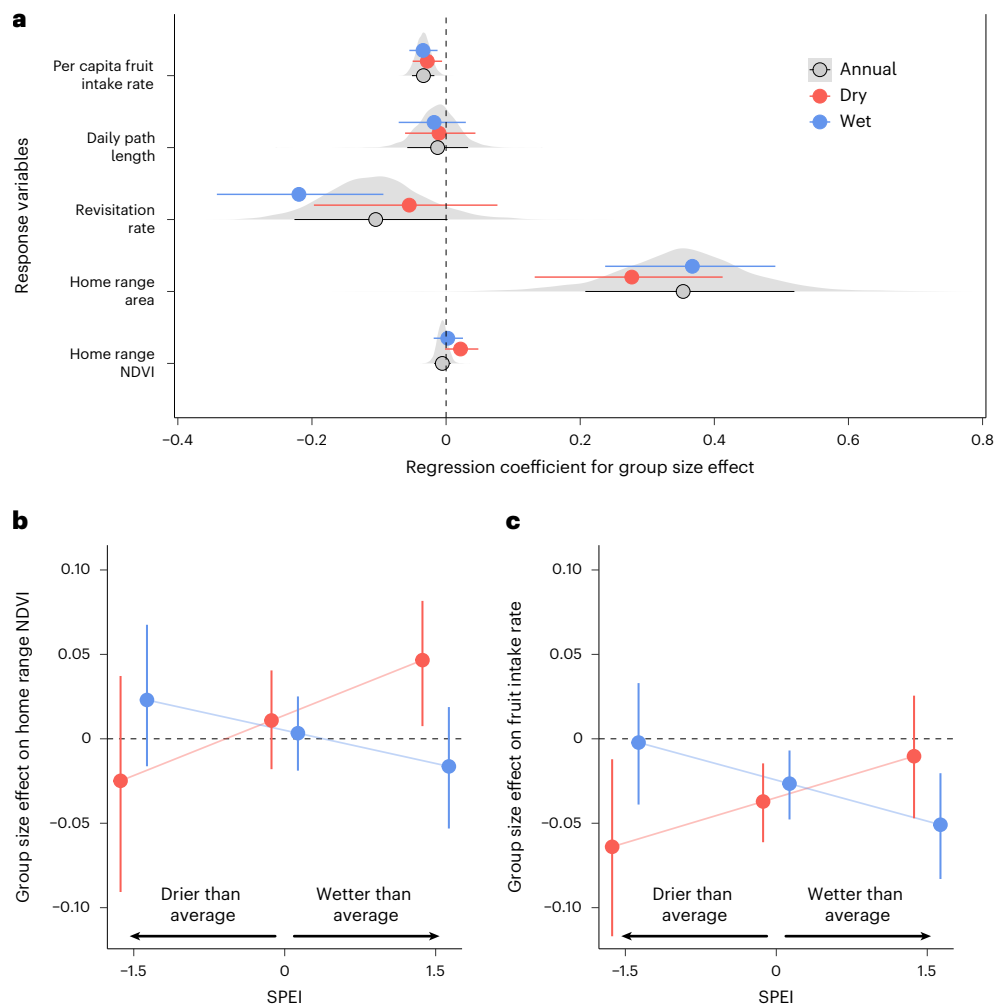 a
Response variables
Per capita fruit
intake rate
Daily path
length
Revisitation
rate
Home range
area
Home range
NDVI
Annual
Dry
Wet
−0.4
−0.2
0
0.2
0.4
0.6
0.8
Regression coefficient for group size effect
b
Group size effect on home range NDVI
0.10
0.05
0
−0.05
−0.10
Drier than
average
Wetter than
average
−1.5
0
1.5
SPEI
c
Group size effect on fruit intake rate
0.10
0.05
0
−0.05
−0.10
Drier than
average
Wetter than
average
−1.5
0
1.5
SPEI